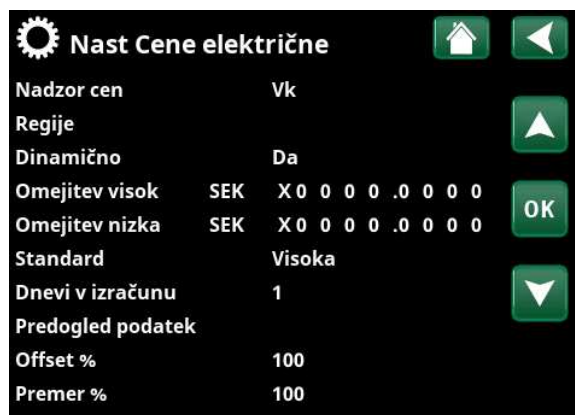 Nast Cene električne
Nadzor cen Vk
Regije
Dinamično Da
Omejitev visok SEK X 0 0 0 0 .0 0 0 0
Omejitev nizka SEK X 0 0 0 0 .0 0 0 0
OK
Standard Visoka
Dnevi v izračunu 1
Predogled podatek
Offset % 100
Premer % 100